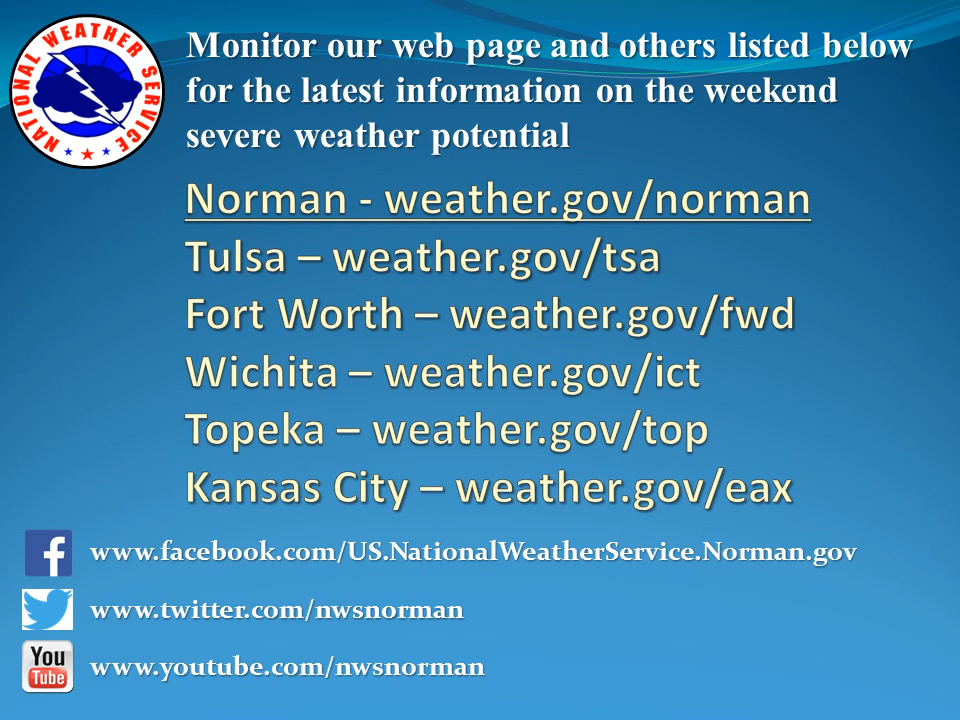 NATIONAL WEATHER SERVICE
Monitor our web page and others listed below
for the latest information on the weekend
severe weather potential
Norman - weather.gov/norman
Tulsa – weather.gov/tsa
Fort Worth – weather.gov/fwd
Wichita – weather.gov/ict
Topeka – weather.gov/top
Kansas City – weather.gov/eax
www.facebook.com/US.NationalWeatherService.Norman.gov
www.twitter.com/nwsnorman
You
Tube
www.youtube.com/nwsnorman